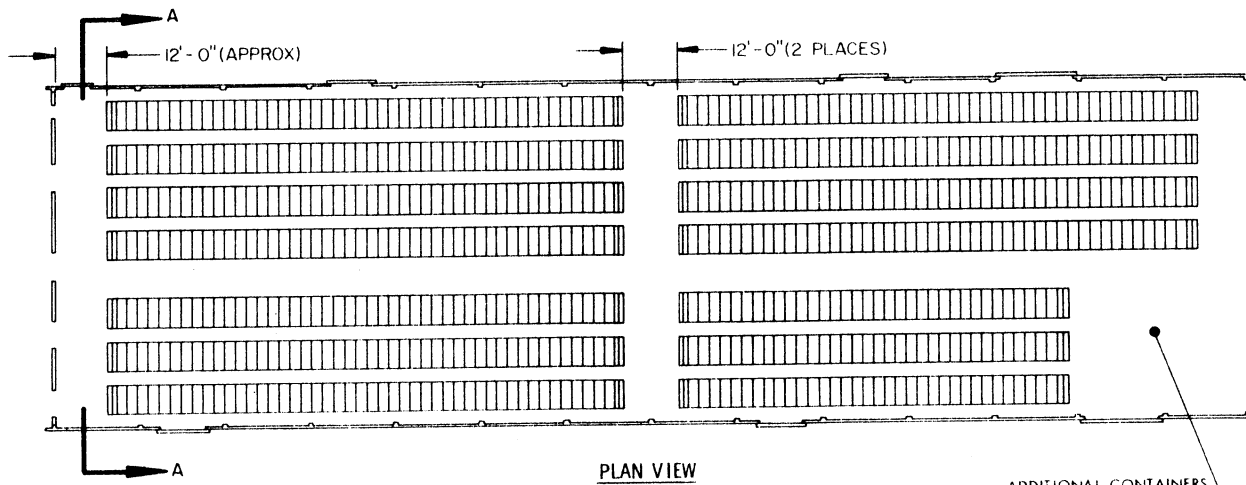 A
12'-0"(APPROX)
12'-0"(2 PLACES)
A
PLAN VIEW
ADDITIONAL CONTAINERS